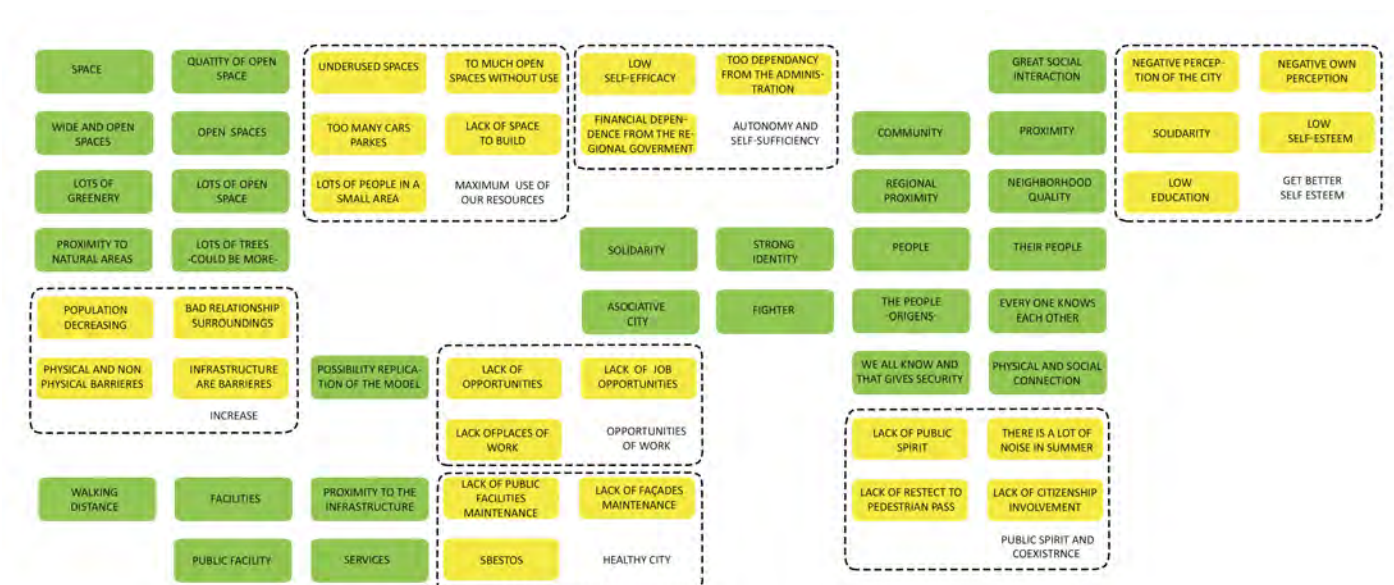 SPACE
QUATITY OF OPEN
SPACE
UNDERUSED SPACES
TO MUCH OPEN
SPACES WITHOUT USE
LOW
SELF-EFFICACY
TOO DEPENDANCY
FROM THE ADMINIS-
TRATION
GREAT SOCIAL
INTERACTION
NEGATIVE PERCEP-
TION OF THE CITY
NEGATIVE OWN
PERCEPTION
WIDE AND OPEN
SPACES
OPEN SPACES
TOO MANY CARS
PARKES
LACK OF SPACE
TO BUILD
FINANCIAL DEPEN-
DENCE FROM THE RE-
GIONAL GOVERMENT
AUTONOMY AND
SELF-SUFFICIENCY
COMMUNITY
PROXIMITY
SOLIDARITY
LOW
SELF-ESTEEM
LOTS OF
GREENERY
LOTS OF OPEN
SPACE
LOTS OF PEOPLE IN A
SMALL AREA
MAXIMUM USE OF
OUR RESOURCES
REGIONAL
PROXIMITY
NEIGHBORHOOD
QUALITY
LOW
EDUCATION
GET BETTER
SELF ESTEEM
PROXIMITY TO
NATURAL AREAS
LOTS OF TREES
-COULD BE MORE-
SOLIDARITY
STRONG
IDENTITY
PEOPLE
THEIR PEOPLE
POPULATION
DECREASING
BAD RELATIONSHIP
SURROUNDINGS
ASOCIATIVE
CITY
FIGHTER
THE PEOPLE
-ORIGENS-
EVERY ONE KNOWS
EACH OTHER
PHYSICAL AND NON
PHYSICAL BARRIERES
INFRASTRUCTURE
ARE BARRIERES
INCREASE
POSSIBILITY REPLICA-
TION OF THE MODEL
LACK OF
OPPORTUNITIES
LACK OF JOB
OPPORTUNITIES
WE ALL KNOW AND
THAT GIVES SECURITY
PHYSICAL AND SOCIAL
CONNECTION
LACK OFPLACES OF
WORK
OPPORTUNITIES
OF WORK
LACK OF PUBLIC
SPIRIT
THERE IS A LOT OF
NOISE IN SUMMER
WALKING
DISTANCE
FACILITIES
PROXIMITY TO THE
INFRASTRUCTURE
LACK OF PUBLIC
FACILITIES
MAINTENANCE
LACK OF FAÇADES
MAINTENANCE
LACK OF RESTECT TO
PEDESTRIAN PASS
LACK OF CITIZENSHIP
INVOLVEMENT
PUBLIC SPIRIT AND
COEXISTRNCE
PUBLIC FACILITY
SERVICES
SBESTOS
HEALTHY CITY